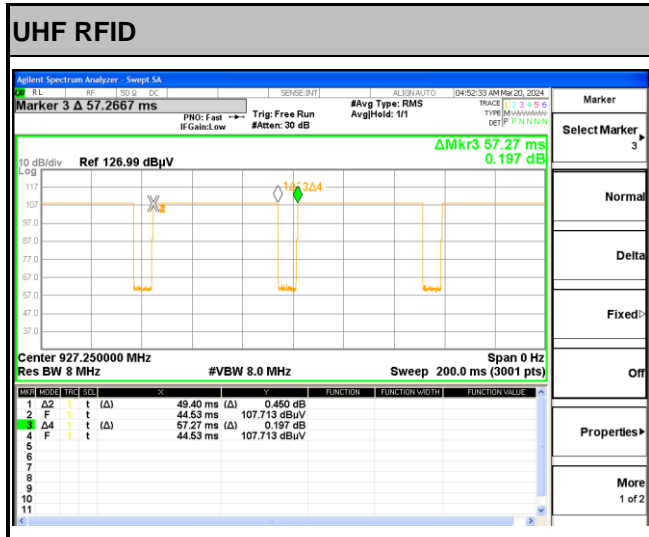 UHF RFID
Agilent Spectrum Analyzer - Swept SA
RL RF 50 Ω DC SENSE:INT ALIGNAUTO 04:52:33 AM Mar 20, 2024
Marker 3 Δ 57.2667 ms
PNO: Fast
IFGain:Low
Trig: Free Run
#Atten: 30 dB
#Avg Type: RMS
Avg|Hold: 1/1
TRACE 1 2 3 4 5 6
TYPE M
DET P P N N N N
ΔMkr3 57.27 ms
0.197 dB
10 dB/div Ref 126.99 dBµV
Log
117
107
97.0
87.0
77.0
67.0
57.0
47.0
37.0
Center 927.250000 MHz Span 0 Hz
Res BW 8 MHz #VBW 8.0 MHz Sweep 200.0 ms (3001 pts)
MKR MODE TRC SCL X Y FUNCTION FUNCTION WIDTH FUNCTION VALUE
1 Δ2 1 t (Δ) 49.40 ms (Δ) 0.450 dB
2 F 1 t 44.53 ms 107.713 dBµV
3 Δ4 1 t (Δ) 57.27 ms (Δ) 0.197 dB
4 F 1 t 44.53 ms 107.713 dBµV
5
6
7
8
9
10
11
Marker
Select Marker
3
Normal
Delta
Fixed
Off
Properties
More
1 of 2